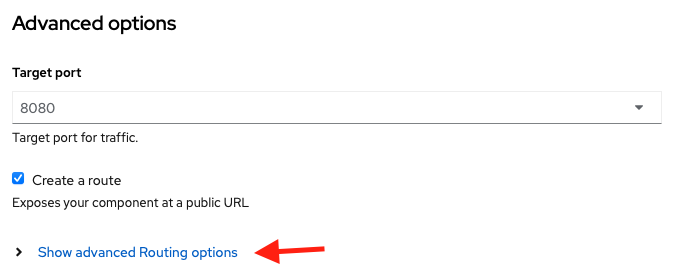 Advanced options
Target port
8080
Target port for traffic.
Create a route
Exposes your component at a public URL
Show advanced Routing options